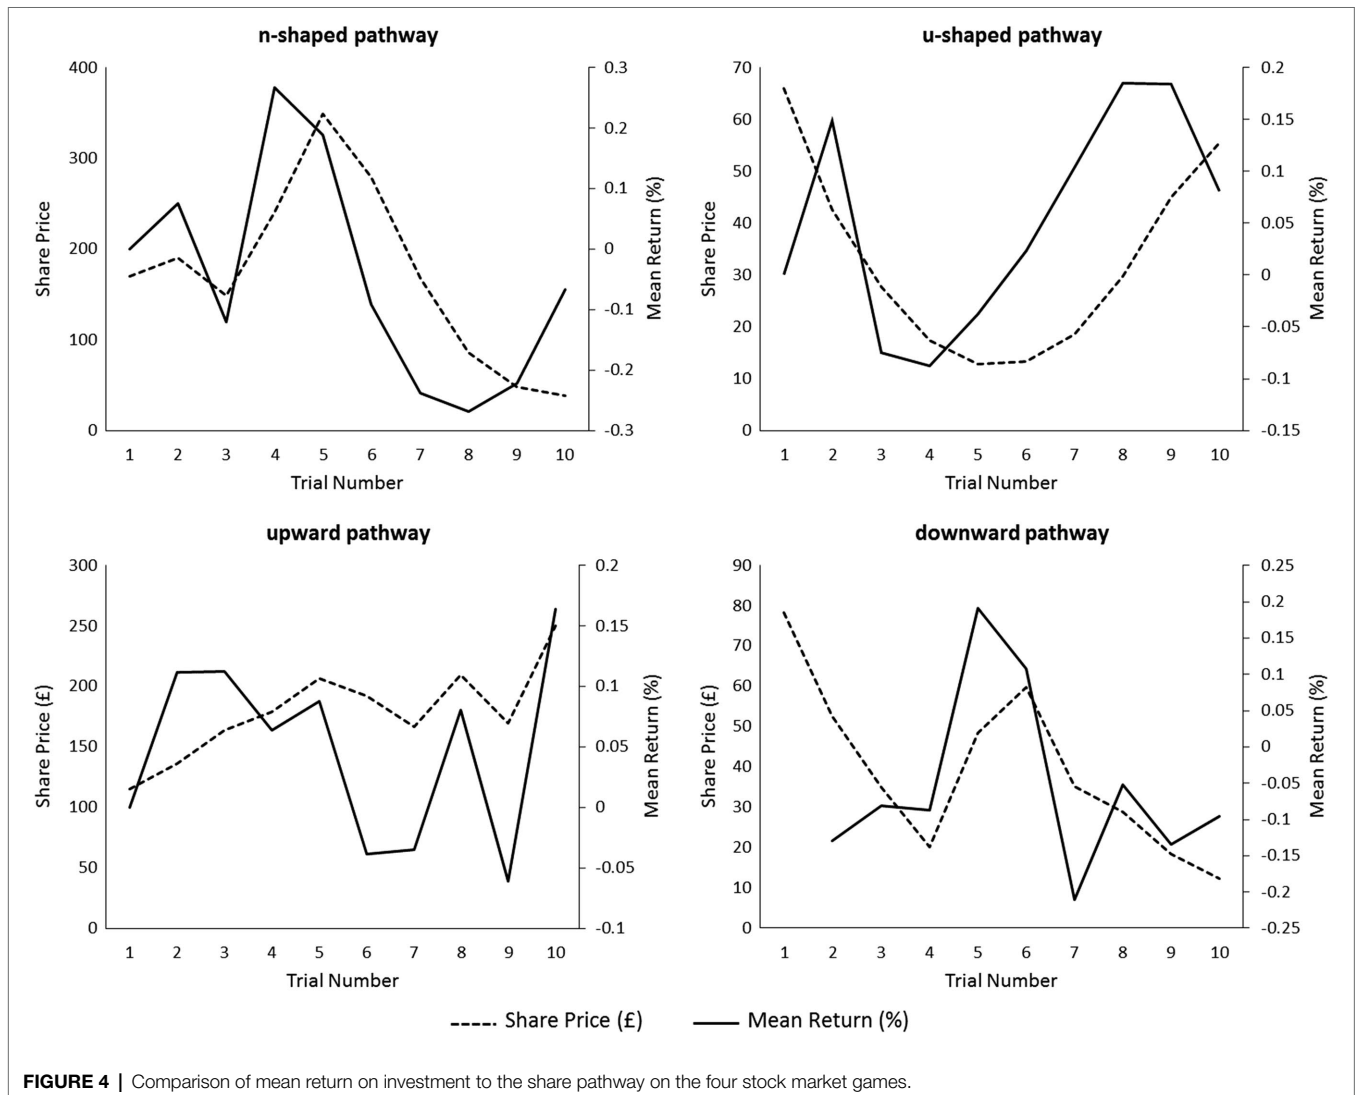 n-shaped pathway
400
300
200
100
0
Share Price
0.3
0.2
0.1
0
-0.1
-0.2
-0.3
Mean Return (%)
1 2 3 4 5 6 7 8 9 10
Trial Number
u-shaped pathway
70
60
50
40
30
20
10
0
Share Price
0.2
0.15
0.1
0.05
0
-0.05
-0.1
-0.15
Mean Return (%)
1 2 3 4 5 6 7 8 9 10
Trial Number
upward pathway
300
250
200
150
100
50
0
Share Price (£)
0.2
0.15
0.1
0.05
0
-0.05
-0.1
Mean Return (%)
1 2 3 4 5 6 7 8 9 10
Trial Number
downward pathway
90
80
70
60
50
40
30
20
10
0
Share Price (£)
0.25
0.2
0.15
0.1
0.05
0
-0.05
-0.1
-0.15
-0.2
-0.25
Mean Return (%)
1 2 3 4 5 6 7 8 9 10
Trial Number
Share Price (£) Mean Return (%)
FIGURE 4 | Comparison of mean return on investment to the share pathway on the four stock market games.